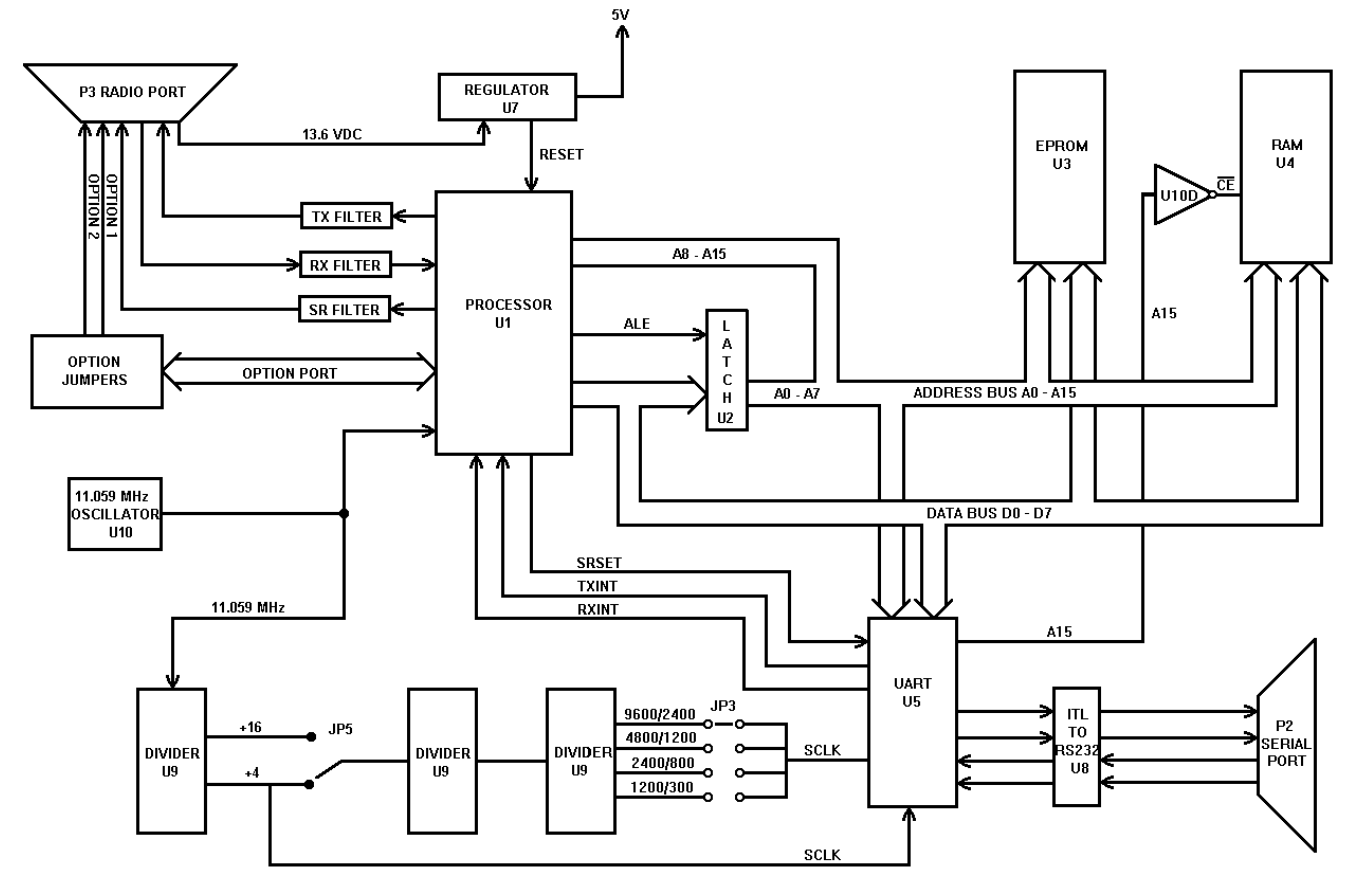 5V
P3 RADIO PORT
REGULATOR
U7
13.6 VDC
RESET
EPROM
U3
RAM
U4
U10D
CE
OPTION 2
OPTION 1
TX FILTER
RX FILTER
SR FILTER
PROCESSOR
U1
A8 - A15
ALE
LATCH
U2
A15
OPTION
JUMPERS
OPTION PORT
A0 - A7
ADDRESS BUS A0 - A15
11.059 MHz
OSCILLATOR
U10
DATA BUS D0 - D7
SRSET
TXINT
RXINT
11.059 MHz
A15
UART
U5
DIVIDER
U9
+16
JP5
+4
DIVIDER
U9
DIVIDER
U9
9600/2400
4800/1200
2400/800
1200/300
JP3
SCLK
ITL
TO
RS232
U8
P2
SERIAL
PORT
SCLK